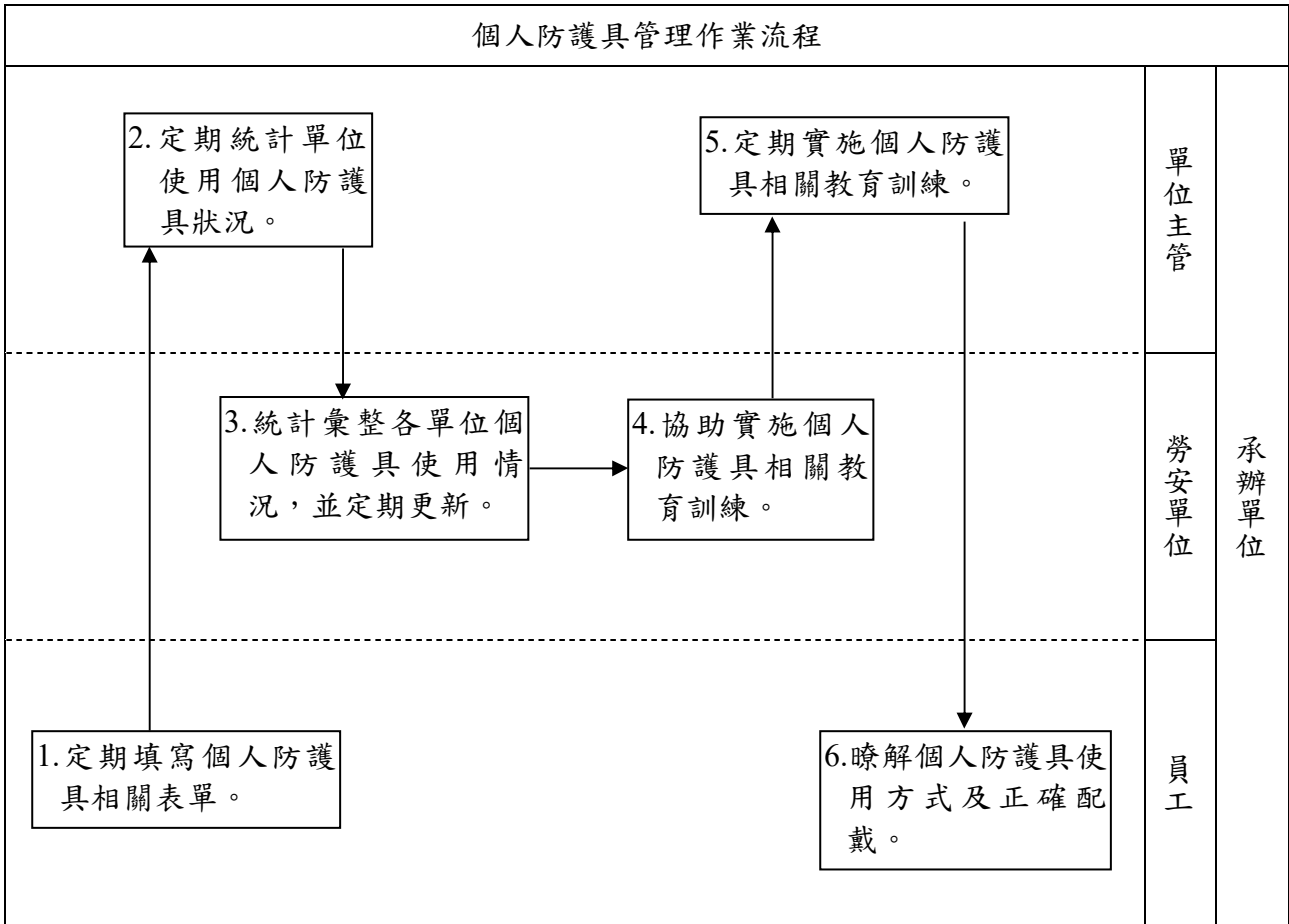 個人防護具管理作業流程
2.定期統計單位
使用個人防護
具狀況。
5.定期實施個人防護
具相關教育訓練。
單位主管
3.統計彙整各單位個
人防護具使用情
況，並定期更新。
4.協助實施個人
防護具相關教
育訓練。
勞安單位
承辦單位
1.定期填寫個人防護
具相關表單。
6.瞭解個人防護具使
用方式及正確配
戴。
員工